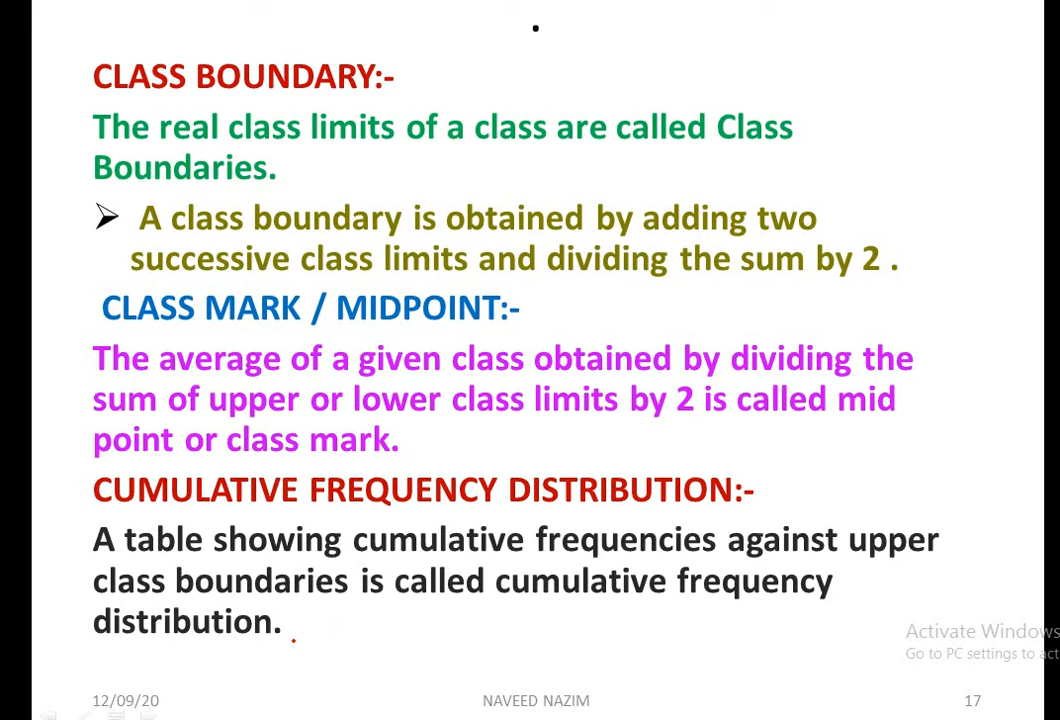 CLASS BOUNDARY:-
The real class limits of a class are called Class
Boundaries.
➢ A class boundary is obtained by adding two
successive class limits and dividing the sum by 2 .
CLASS MARK / MIDPOINT:-
The average of a given class obtained by dividing the
sum of upper or lower class limits by 2 is called mid
point or class mark.
CUMULATIVE FREQUENCY DISTRIBUTION:-
A table showing cumulative frequencies against upper
class boundaries is called cumulative frequency
distribution.
Activate Windows
Go to PC settings to act
12/09/20 NAVEED NAZIM 17